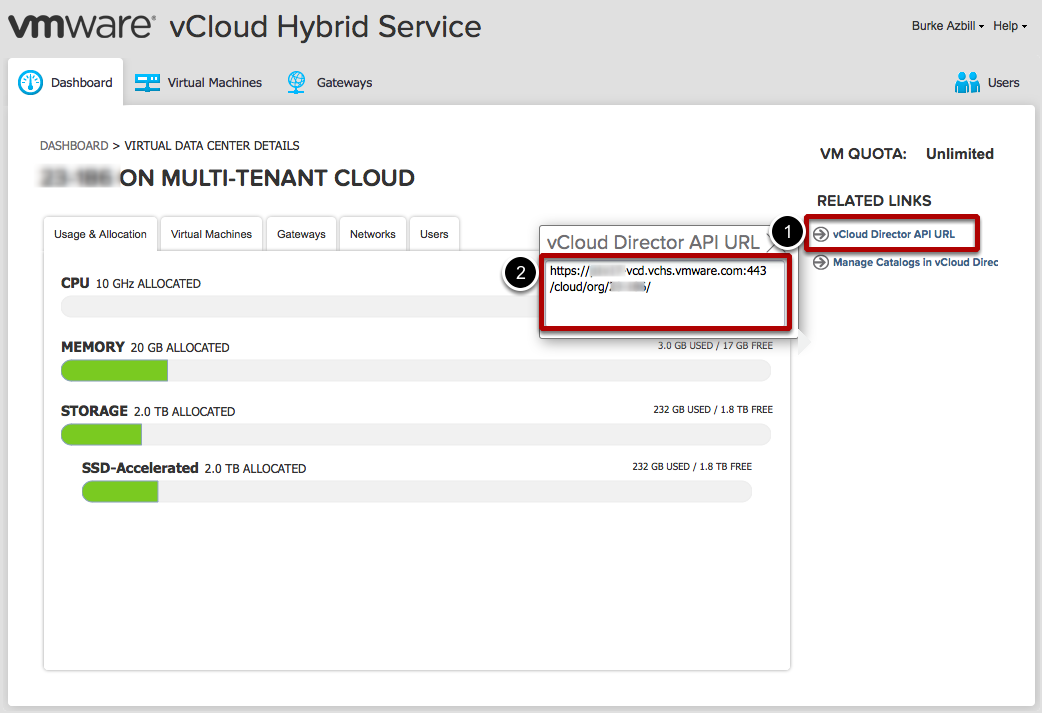 vmware® vCloud Hybrid Service
Burke Azbill Help
Dashboard Virtual Machines Gateways Users
DASHBOARD > VIRTUAL DATA CENTER DETAILS
ON MULTI-TENANT CLOUD
VM QUOTA: Unlimited
RELATED LINKS
1
vCloud Director API URL
Manage Catalogs in vCloud Direc
Usage & Allocation Virtual Machines Gateways Networks Users
vCloud Director API URL
2
https:// -vcd.vchs.vmware.com:443
/cloud/org/ /
CPU 10 GHz ALLOCATED
MEMORY 20 GB ALLOCATED
3.0 GB USED / 17 GB FREE
STORAGE 2.0 TB ALLOCATED
232 GB USED / 1.8 TB FREE
SSD-Accelerated 2.0 TB ALLOCATED
232 GB USED / 1.8 TB FREE